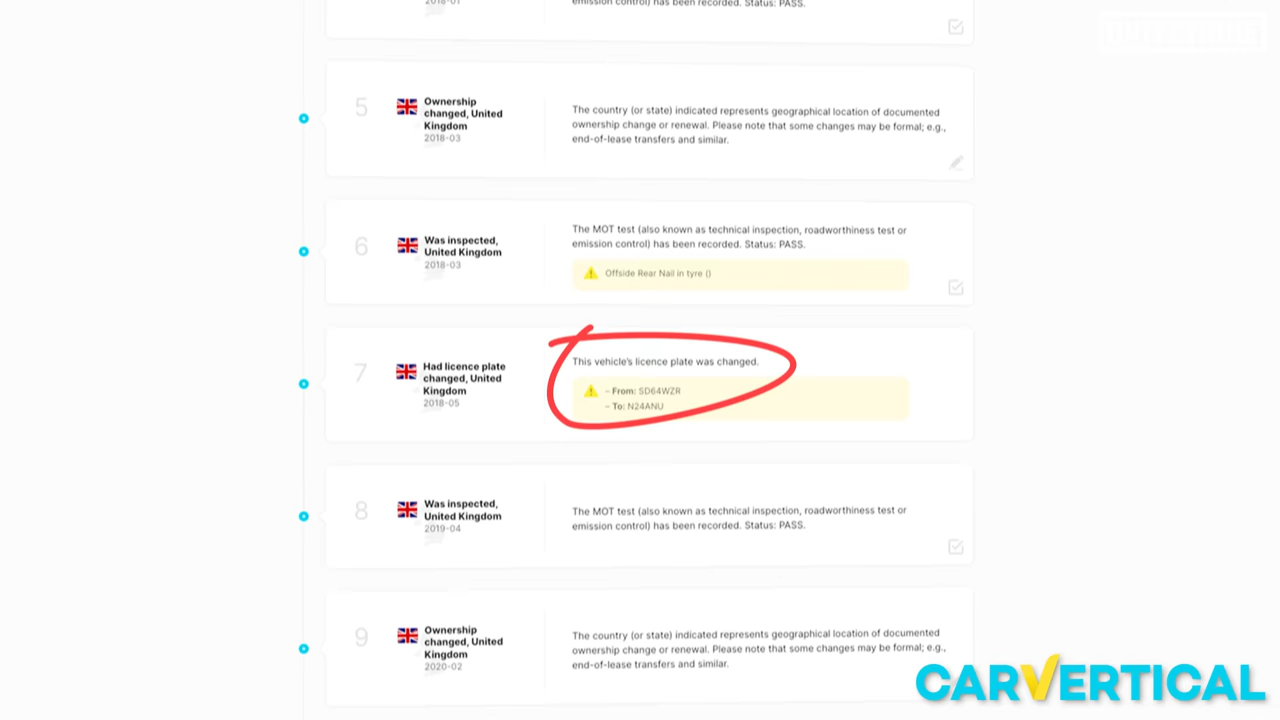 2018-01
emission control) has been recorded. Status: PASS.
5
Ownership
changed, United
Kingdom
2018-03
The country (or state) indicated represents geographical location of documented
ownership change or renewal. Please note that some changes may be formal; e.g.,
end-of-lease transfers and similar.
6
Was inspected,
United Kingdom
2018-03
The MOT test (also known as technical inspection, roadworthiness test or
emission control) has been recorded. Status: PASS.
Offside Rear Nail in tyre ()
7
Had licence plate
changed, United
Kingdom
2018-05
This vehicle's licence plate was changed.
– From: SD64WZR
– To: N24ANU
8
Was inspected,
United Kingdom
2019-04
The MOT test (also known as technical inspection, roadworthiness test or
emission control) has been recorded. Status: PASS.
9
Ownership
changed, United
Kingdom
2020-02
The country (or state) indicated represents geographical location of documented
ownership change or renewal. Please note that some changes may be formal; e.g.,
end-of-lease transfers and similar.
CARVERTICAL